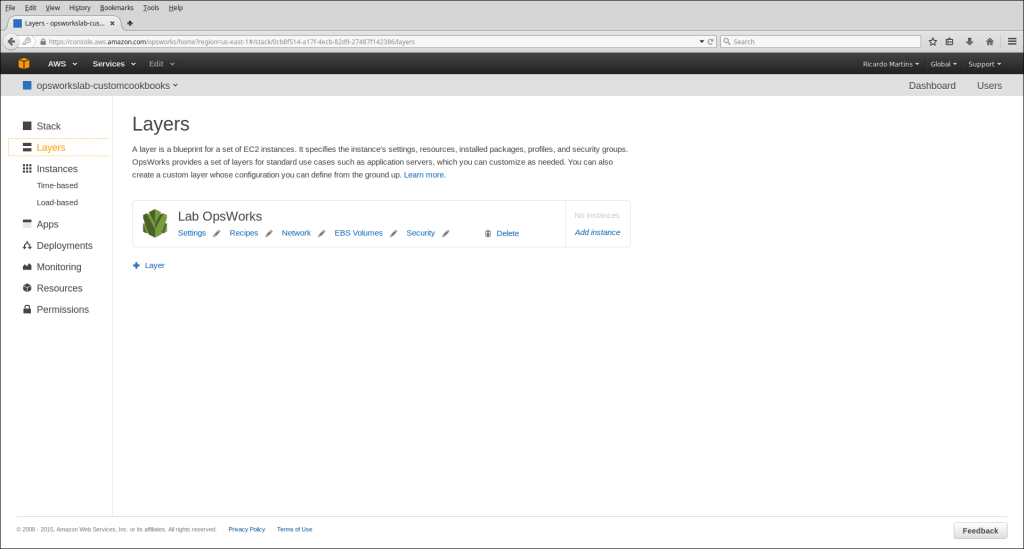 File Edit View History Bookmarks Tools Help
Layers - opsworkslab-cus...
https://console.aws.amazon.com/opsworks/home?region=us-east-1#/stack/0cb8f514-a17f-4ecb-82d9-27487f142386/layers
Search
AWS Services Edit Ricardo Martins Global Support
opsworkslab-customcookbooks Dashboard Users
Stack
Layers
Instances
Time-based
Load-based
Apps
Deployments
Monitoring
Resources
Permissions
Layers
A layer is a blueprint for a set of EC2 instances. It specifies the instance's settings, resources, installed packages, profiles, and security groups.
OpsWorks provides a set of layers for standard use cases such as application servers, which you can customize as needed. You can also
create a custom layer whose configuration you can define from the ground up. Learn more.
Lab OpsWorks
Settings Recipes Network EBS Volumes Security Delete
No instances
Add instance
Layer
© 2008 - 2015, Amazon Web Services, Inc. or its affiliates. All rights reserved. Privacy Policy Terms of Use
Feedback